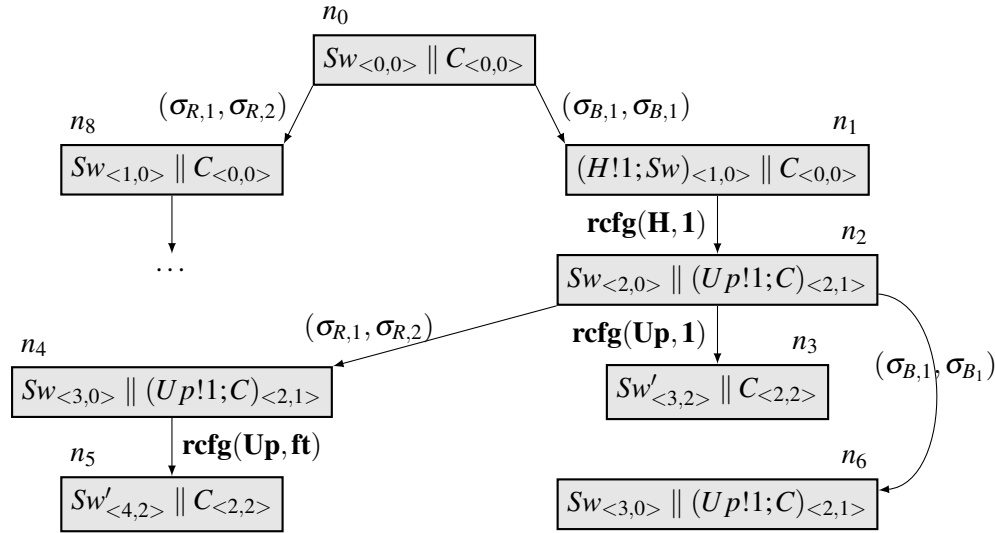 n₀
Sw<0,0> ∥ C<0,0>
(σR,1, σR,2)
(σB,1, σB,1)
n₈
n₁
Sw<1,0> ∥ C<0,0>
(H!1;Sw)<1,0> ∥ C<0,0>
rcfg(H,1)
n₂
...
Sw<2,0> ∥ (Up!1;C)<2,1>
(σR,1, σR,2)
rcfg(Up,1)
n₄
n₃
(σB,1, σB₁)
Sw<3,0> ∥ (Up!1;C)<2,1>
Sw′<3,2> ∥ C<2,2>
rcfg(Up,ft)
n₅
n₆
Sw′<4,2> ∥ C<2,2>
Sw<3,0> ∥ (Up!1;C)<2,1>